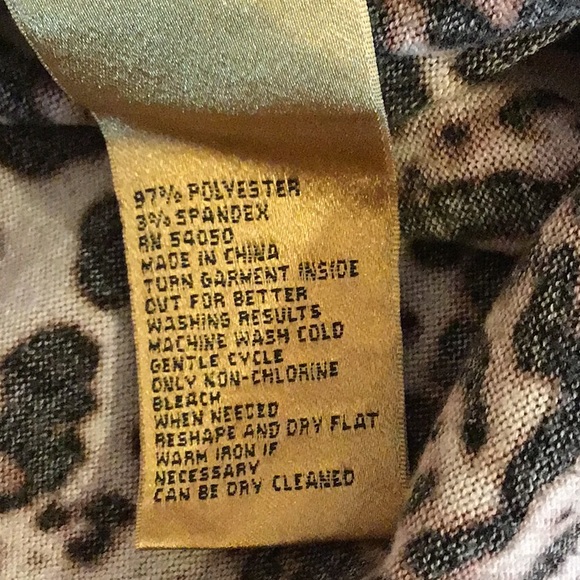 97% POLYESTER
3% SPANDEX
RN 54050
MADE IN CHINA
TURN GARMENT INSIDE
OUT FOR BETTER
WASHING RESULTS
MACHINE WASH COLD
GENTLE CYCLE
ONLY NON-CHLORINE
BLEACH
WHEN NEEDED
RESHAPE AND DRY FLAT
WARM IRON IF
NECESSARY
CAN BE DRY CLEANED